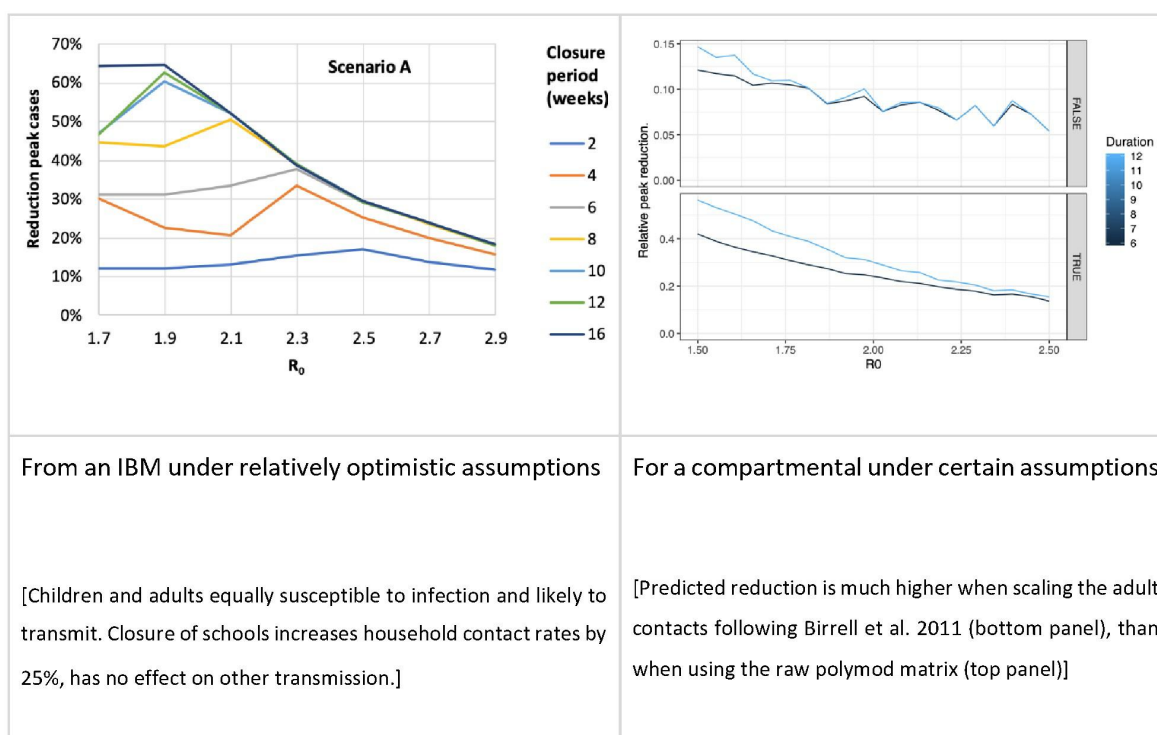 70%
60%
50%
40%
30%
20%
10%
0%
Reduction peak cases
Scenario A
1.7 1.9 2.1 2.3 2.5 2.7 2.9
R0
Closure
period
(weeks)
2
4
6
8
10
12
16
0.15
0.10
0.05
0.00
FALSE
Relative peak reduction.
0.4
0.2
0.0
TRUE
1.50 1.75 2.00 2.25 2.50
R0
Duration
12
11
10
9
8
7
6
From an IBM under relatively optimistic assumptions
[Children and adults equally susceptible to infection and likely to
transmit. Closure of schools increases household contact rates by
25%, has no effect on other transmission.]
For a compartmental under certain assumptions
[Predicted reduction is much higher when scaling the adult
contacts following Birrell et al. 2011 (bottom panel), than
when using the raw polymod matrix (top panel)]